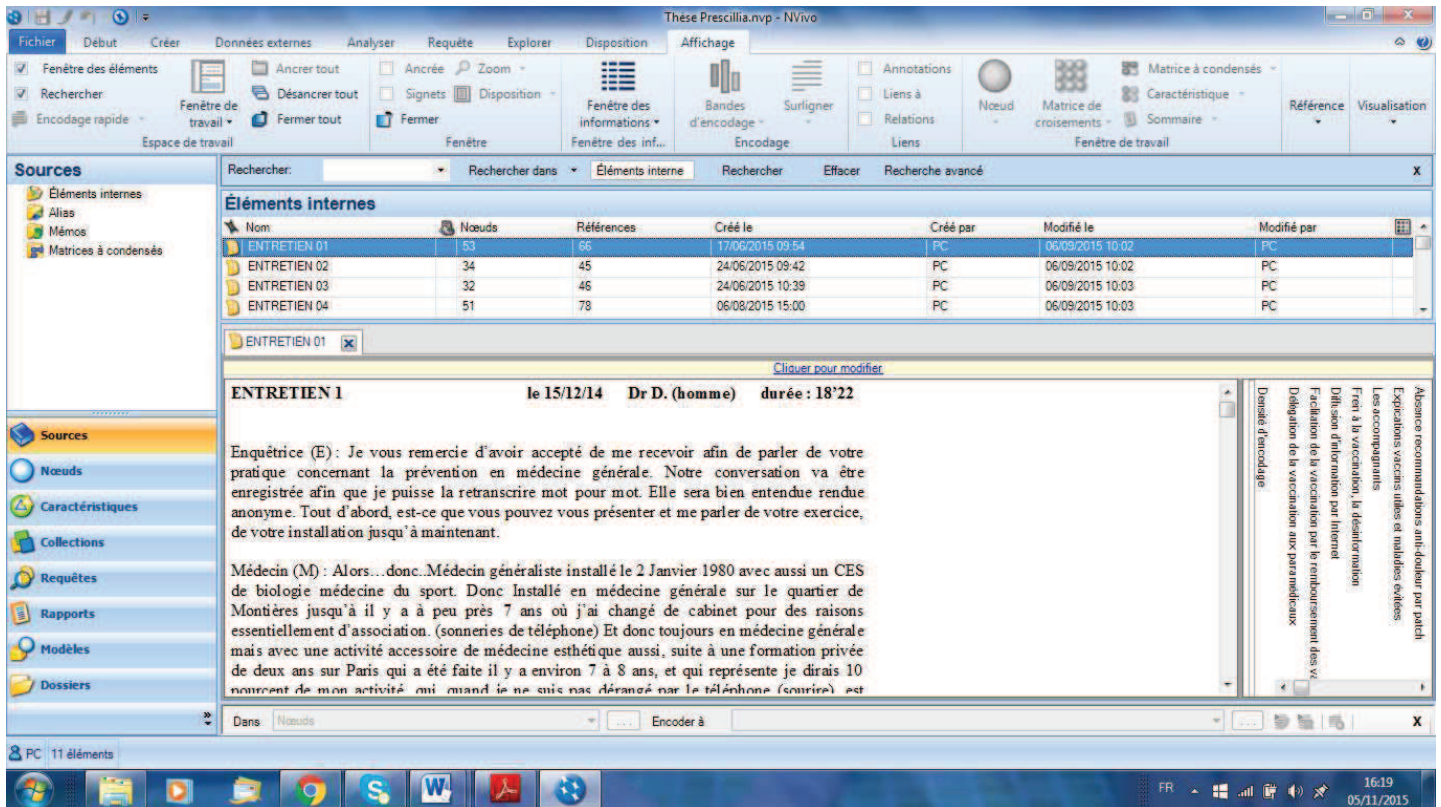 Thèse Prescillia.nvp - NVivo
Fichier Début Créer Données externes Analyser Requête Explorer Disposition Affichage
Fenêtre des éléments
Rechercher
Encodage rapide
Fenêtre de travail
Ancrer tout
Désancrer tout
Fermer tout
Espace de travail
Ancrée Zoom
Signets Disposition
Fermer
Fenêtre
Fenêtre des informations
Fenêtre des inf...
Bandes d'encodage
Surligner
Encodage
Annotations
Liens à
Relations
Liens
Nœud
Matrice de croisements
Matrice à condensés
Caractéristique
Sommaire
Fenêtre de travail
Référence
Visualisation
Sources
Éléments internes
Alias
Mémos
Matrices à condensés
Rechercher: Rechercher dans Éléments interne Rechercher Effacer Recherche avancé X
Éléments internes
Nom Nœuds Références Créé le Créé par Modifié le Modifié par
ENTRETIEN 01 53 66 17/06/2015 09:54 PC 06/09/2015 10:02 PC
ENTRETIEN 02 34 45 24/06/2015 09:42 PC 06/09/2015 10:02 PC
ENTRETIEN 03 32 46 24/06/2015 10:39 PC 06/09/2015 10:03 PC
ENTRETIEN 04 51 78 06/08/2015 15:00 PC 06/09/2015 10:03 PC
ENTRETIEN 01
Cliquer pour modifier
ENTRETIEN 1 le 15/12/14 Dr D. (homme) durée : 18'22
Enquêtrice (E) : Je vous remercie d'avoir accepté de me recevoir afin de parler de votre
pratique concernant la prévention en médecine générale. Notre conversation va être
enregistrée afin que je puisse la retranscrire mot pour mot. Elle sera bien entendue rendue
anonyme. Tout d'abord, est-ce que vous pouvez vous présenter et me parler de votre exercice,
de votre installation jusqu'à maintenant.
Médecin (M) : Alors…donc..Médecin généraliste installé le 2 Janvier 1980 avec aussi un CES
de biologie médecine du sport. Donc Installé en médecine générale sur le quartier de
Montières jusqu'à il y a à peu près 7 ans où j'ai changé de cabinet pour des raisons
essentiellement d'association. (sonneries de téléphone) Et donc toujours en médecine générale
mais avec une activité accessoire de médecine esthétique aussi, suite à une formation privée
de deux ans sur Paris qui a été faite il y a environ 7 à 8 ans, et qui représente je dirais 10
pourcent de mon activité, qui, quand je ne suis pas dérangé par le téléphone (sourire), est
Absence recommandations anti-douleur par patch
Expications vaccins utiles et maladies évitées
Les accompagnants
Frein à la vaccination, la désinformation
Diffusion d'information par Internet
Facilitation de la vaccination par le remboursement des va
Délégation de la vaccination aux paramédicaux
Densité d'encodage
Sources
Nœuds
Caractéristiques
Collections
Requêtes
Rapports
Modèles
Dossiers
Dans Nœuds ... Encoder à ... X
PC 11 éléments
FR 16:19
05/11/2015